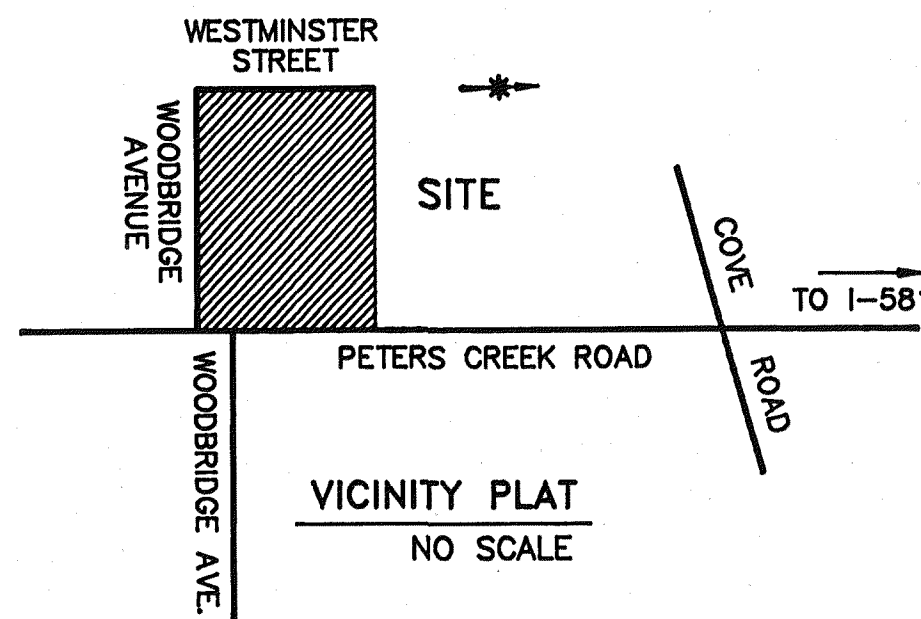 WESTMINSTER
STREET
WOODBRIDGE
AVENUE
SITE
COVE
ROAD
TO I-581
PETERS CREEK ROAD
WOODBRIDGE AVE.
VICINITY PLAT
NO SCALE